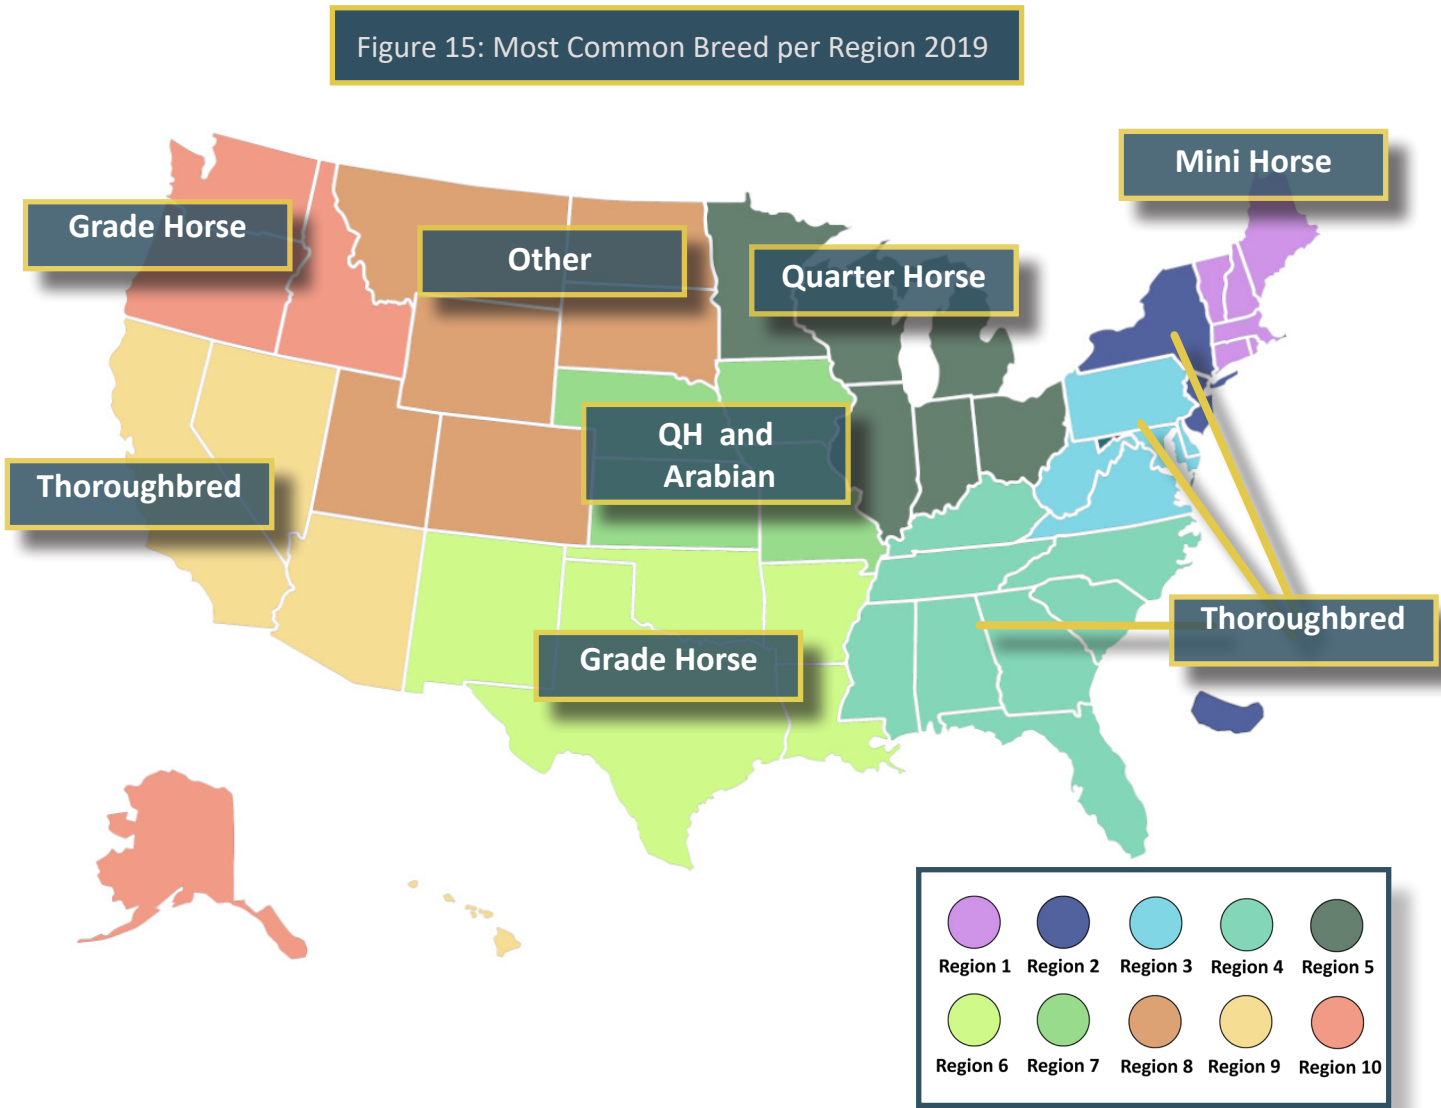 Figure 15: Most Common Breed per Region 2019
Mini Horse
Grade Horse
Other
Quarter Horse
QH and
Arabian
Thoroughbred
Thoroughbred
Grade Horse
Region 1 Region 2 Region 3 Region 4 Region 5
Region 6 Region 7 Region 8 Region 9 Region 10